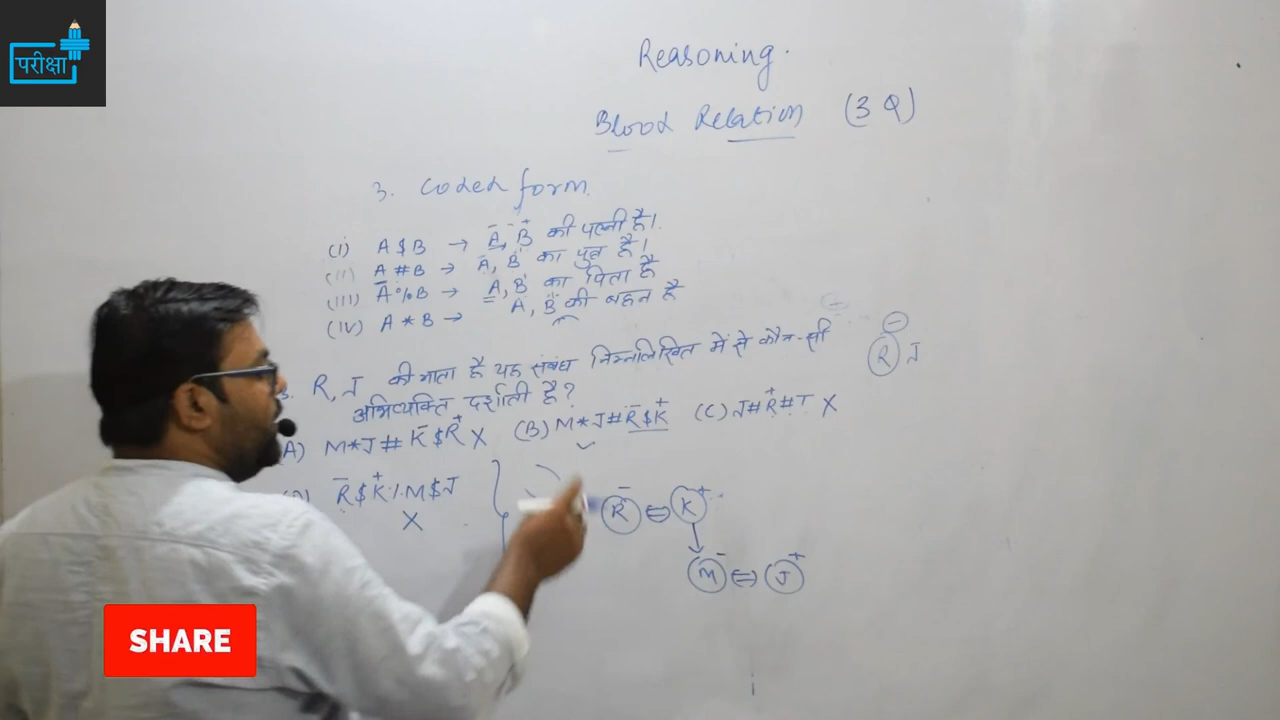 परीक्षा
Reasoning.
Blood Relation (3 Q)
3. Coded form.
(I) A $ B → A, B की पत्नी है।
(II) A # B → A, B का पुत्र है।
(III) A % B → A, B का पिता है
(IV) A * B → A, B की बहन है
3. R, J की माता है यह संबंध निम्नलिखित में से कौन-सी
अभिव्यक्ति दर्शाती है?
(A) M * J # K $ R X (B) M * J # R $ K (C) J # R # T X
R $ K % M $ J
X
R J
R ⇔ K
M ⇔ J
SHARE